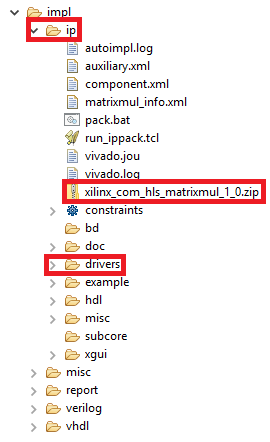 impl
ip
autoimpl.log
auxiliary.xml
component.xml
matrixmul_info.xml
pack.bat
run_ippack.tcl
vivado.jou
vivado.log
xilinx_com_hls_matrixmul_1_0.zip
constraints
bd
doc
drivers
example
hdl
misc
subcore
xgui
misc
report
verilog
vhdl